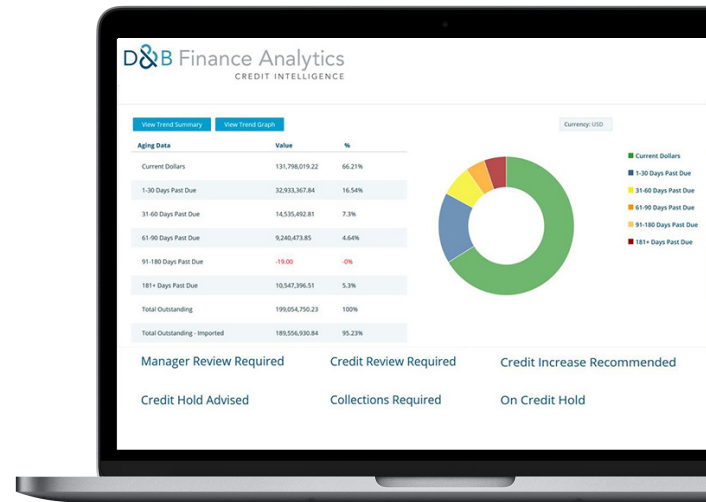 D&B Finance Analytics
CREDIT INTELLIGENCE
View Trend Summary View Trend Graph Currency: USD
Aging Data Value %
Current Dollars 131,798,019.22 66.21%
1-30 Days Past Due 32,933,367.84 16.54%
31-60 Days Past Due 14,535,492.81 7.3%
61-90 Days Past Due 9,240,473.85 4.64%
91-180 Days Past Due -19.00 -0%
181+ Days Past Due 10,547,396.51 5.3%
Total Outstanding 199,054,750.23 100%
Total Outstanding - Imported 189,556,930.84 95.23%
Current Dollars
1-30 Days Past Due
31-60 Days Past Due
61-90 Days Past Due
91-180 Days Past Due
181+ Days Past Due
Manager Review Required Credit Review Required Credit Increase Recommended
Credit Hold Advised Collections Required On Credit Hold